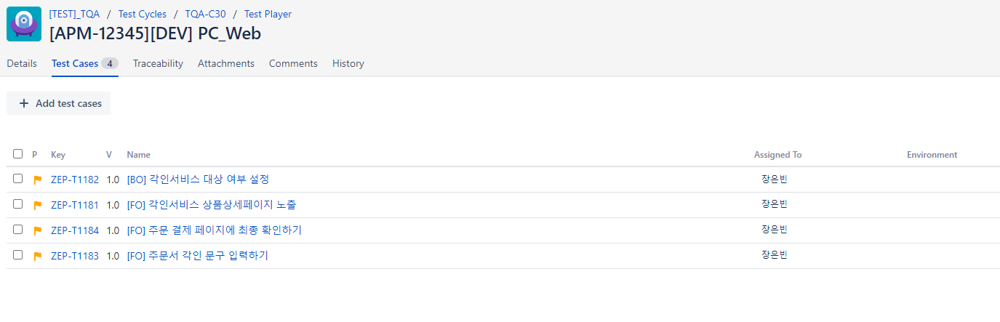 [TEST]_TQA / Test Cycles / TQA-C30 / Test Player
[APM-12345][DEV] PC_Web
Details Test Cases 4 Traceability Attachments Comments History
+ Add test cases
P Key V Name Assigned To Environment
ZEP-T1182 1.0 [BO] 각인서비스 대상 여부 설정 장은빈
ZEP-T1181 1.0 [FO] 각인서비스 상품상세페이지 노출 장은빈
ZEP-T1184 1.0 [FO] 주문 결제 페이지에 최종 확인하기 장은빈
ZEP-T1183 1.0 [FO] 주문서 각인 문구 입력하기 장은빈